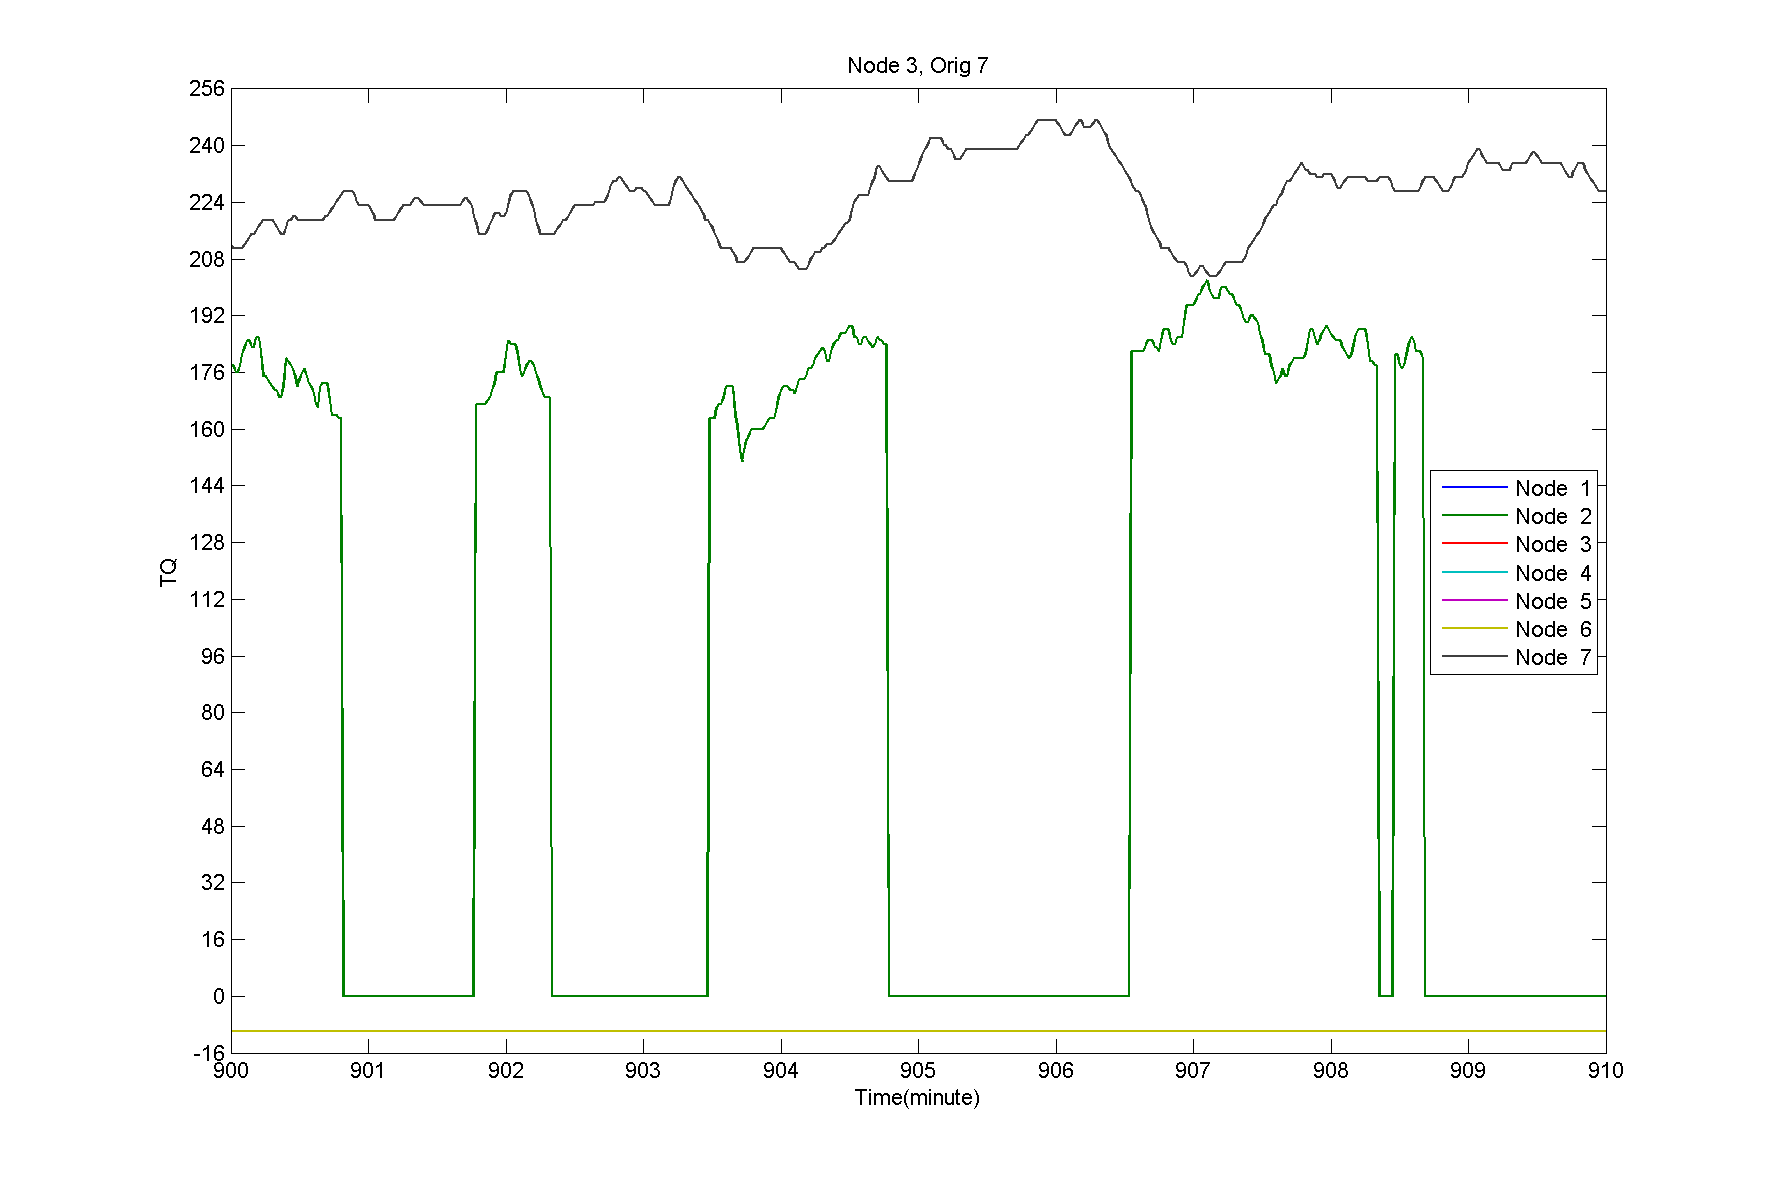 Node 3, Orig 7
256
240
224
208
192
176
160
144
128
112
96
80
64
48
32
16
0
-16
TQ
Node 1
Node 2
Node 3
Node 4
Node 5
Node 6
Node 7
900 901 902 903 904 905 906 907 908 909 910
Time(minute)